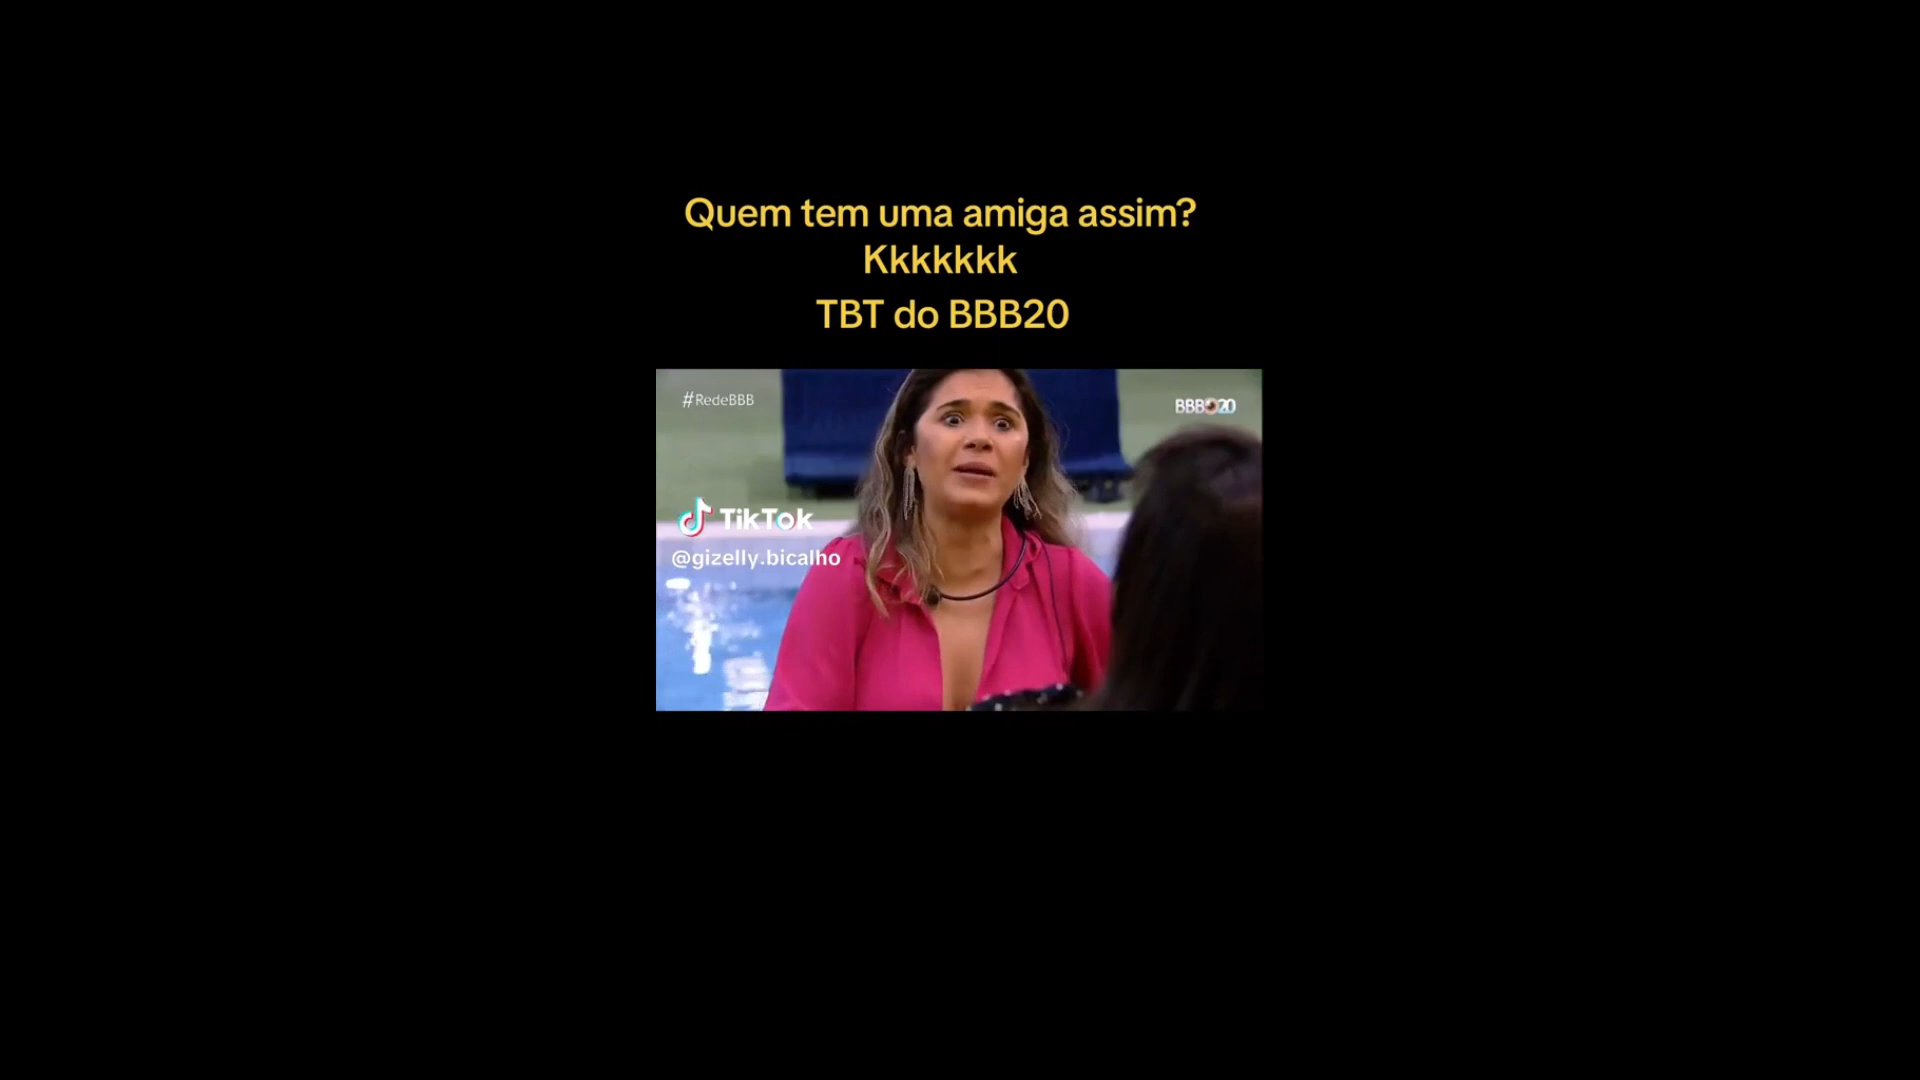 Quem tem uma amiga assim?
Kkkkkkk
TBT do BBB20
#RedeBBB
BBB20
TikTok
@gizelly.bicalho